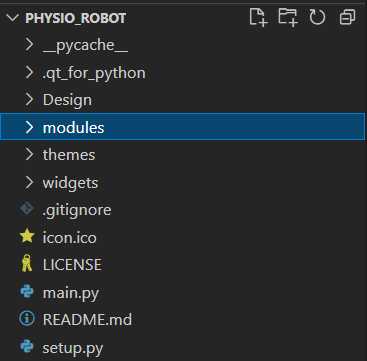 PHYSIO_ROBOT
__pycache__
.qt_for_python
Design
modules
themes
widgets
.gitignore
icon.ico
LICENSE
main.py
README.md
setup.py